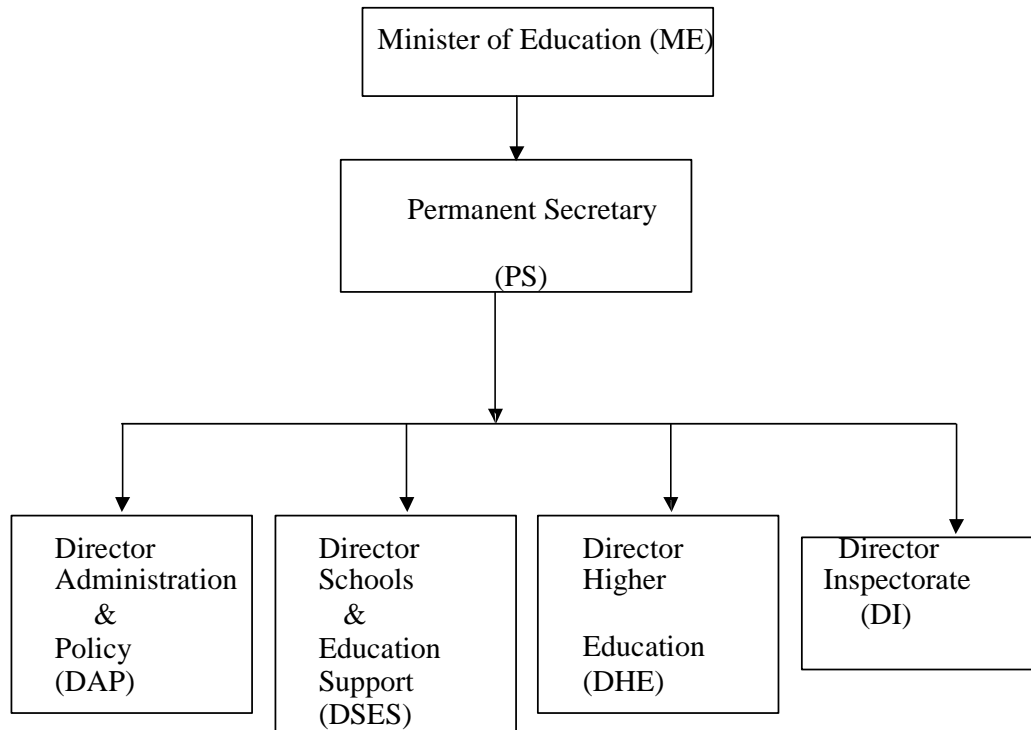 Minister of Education (ME)
Permanent Secretary
(PS)
Director
Administration
&
Policy
(DAP)
Director
Schools
&
Education
Support
(DSES)
Director
Higher
Education
(DHE)
Director
Inspectorate
(DI)